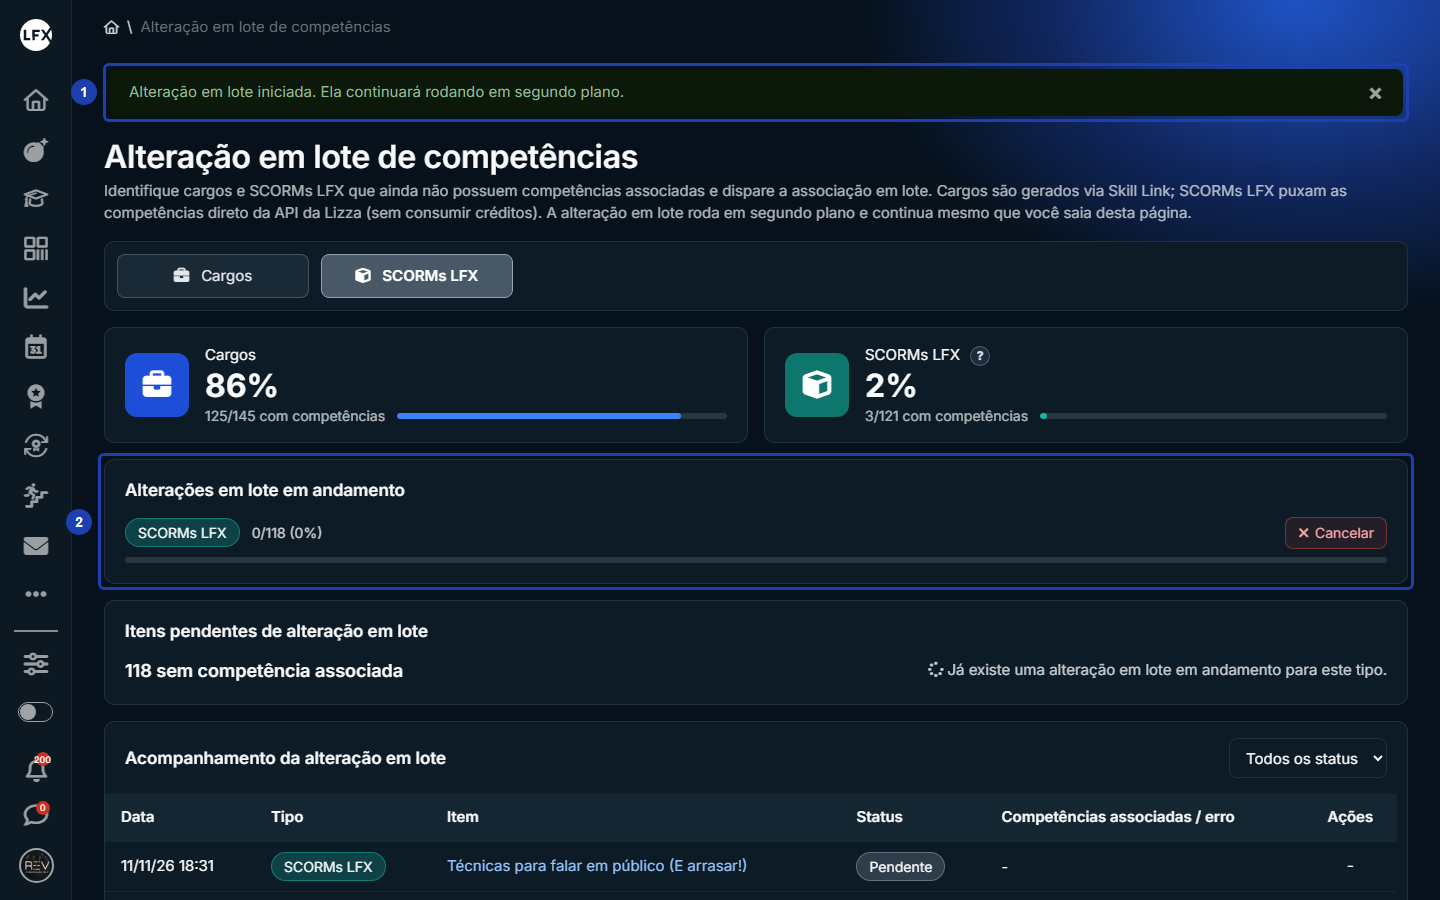 LFX
\ Alteração em lote de competências
1
Alteração em lote iniciada. Ela continuará rodando em segundo plano.
Alteração em lote de competências
Identifique cargos e SCORMs LFX que ainda não possuem competências associadas e dispare a associação em lote. Cargos são gerados via Skill Link; SCORMs LFX puxam as
competências direto da API da Lizza (sem consumir créditos). A alteração em lote roda em segundo plano e continua mesmo que você saia desta página.
Cargos
SCORMs LFX
31
Cargos
86%
125/145 com competências
SCORMs LFX ?
2%
3/121 com competências
2
Alterações em lote em andamento
SCORMs LFX 0/118 (0%)
Cancelar
Itens pendentes de alteração em lote
118 sem competência associada
Já existe uma alteração em lote em andamento para este tipo.
Acompanhamento da alteração em lote
Todos os status
200
0
REV
Data Tipo Item Status Competências associadas / erro Ações
11/11/26 18:31 SCORMs LFX Técnicas para falar em público (E arrasar!) Pendente - -